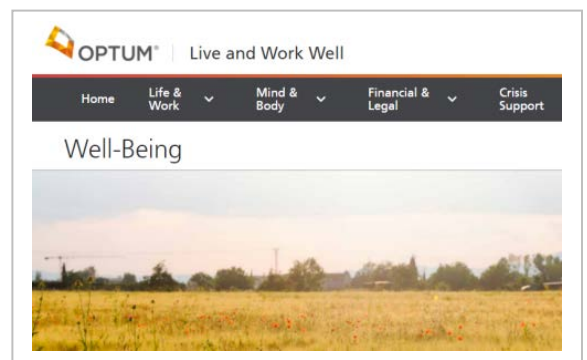 OPTUM® Live and Work Well
Home Life & Work Mind & Body Financial & Legal Crisis Support
Well-Being